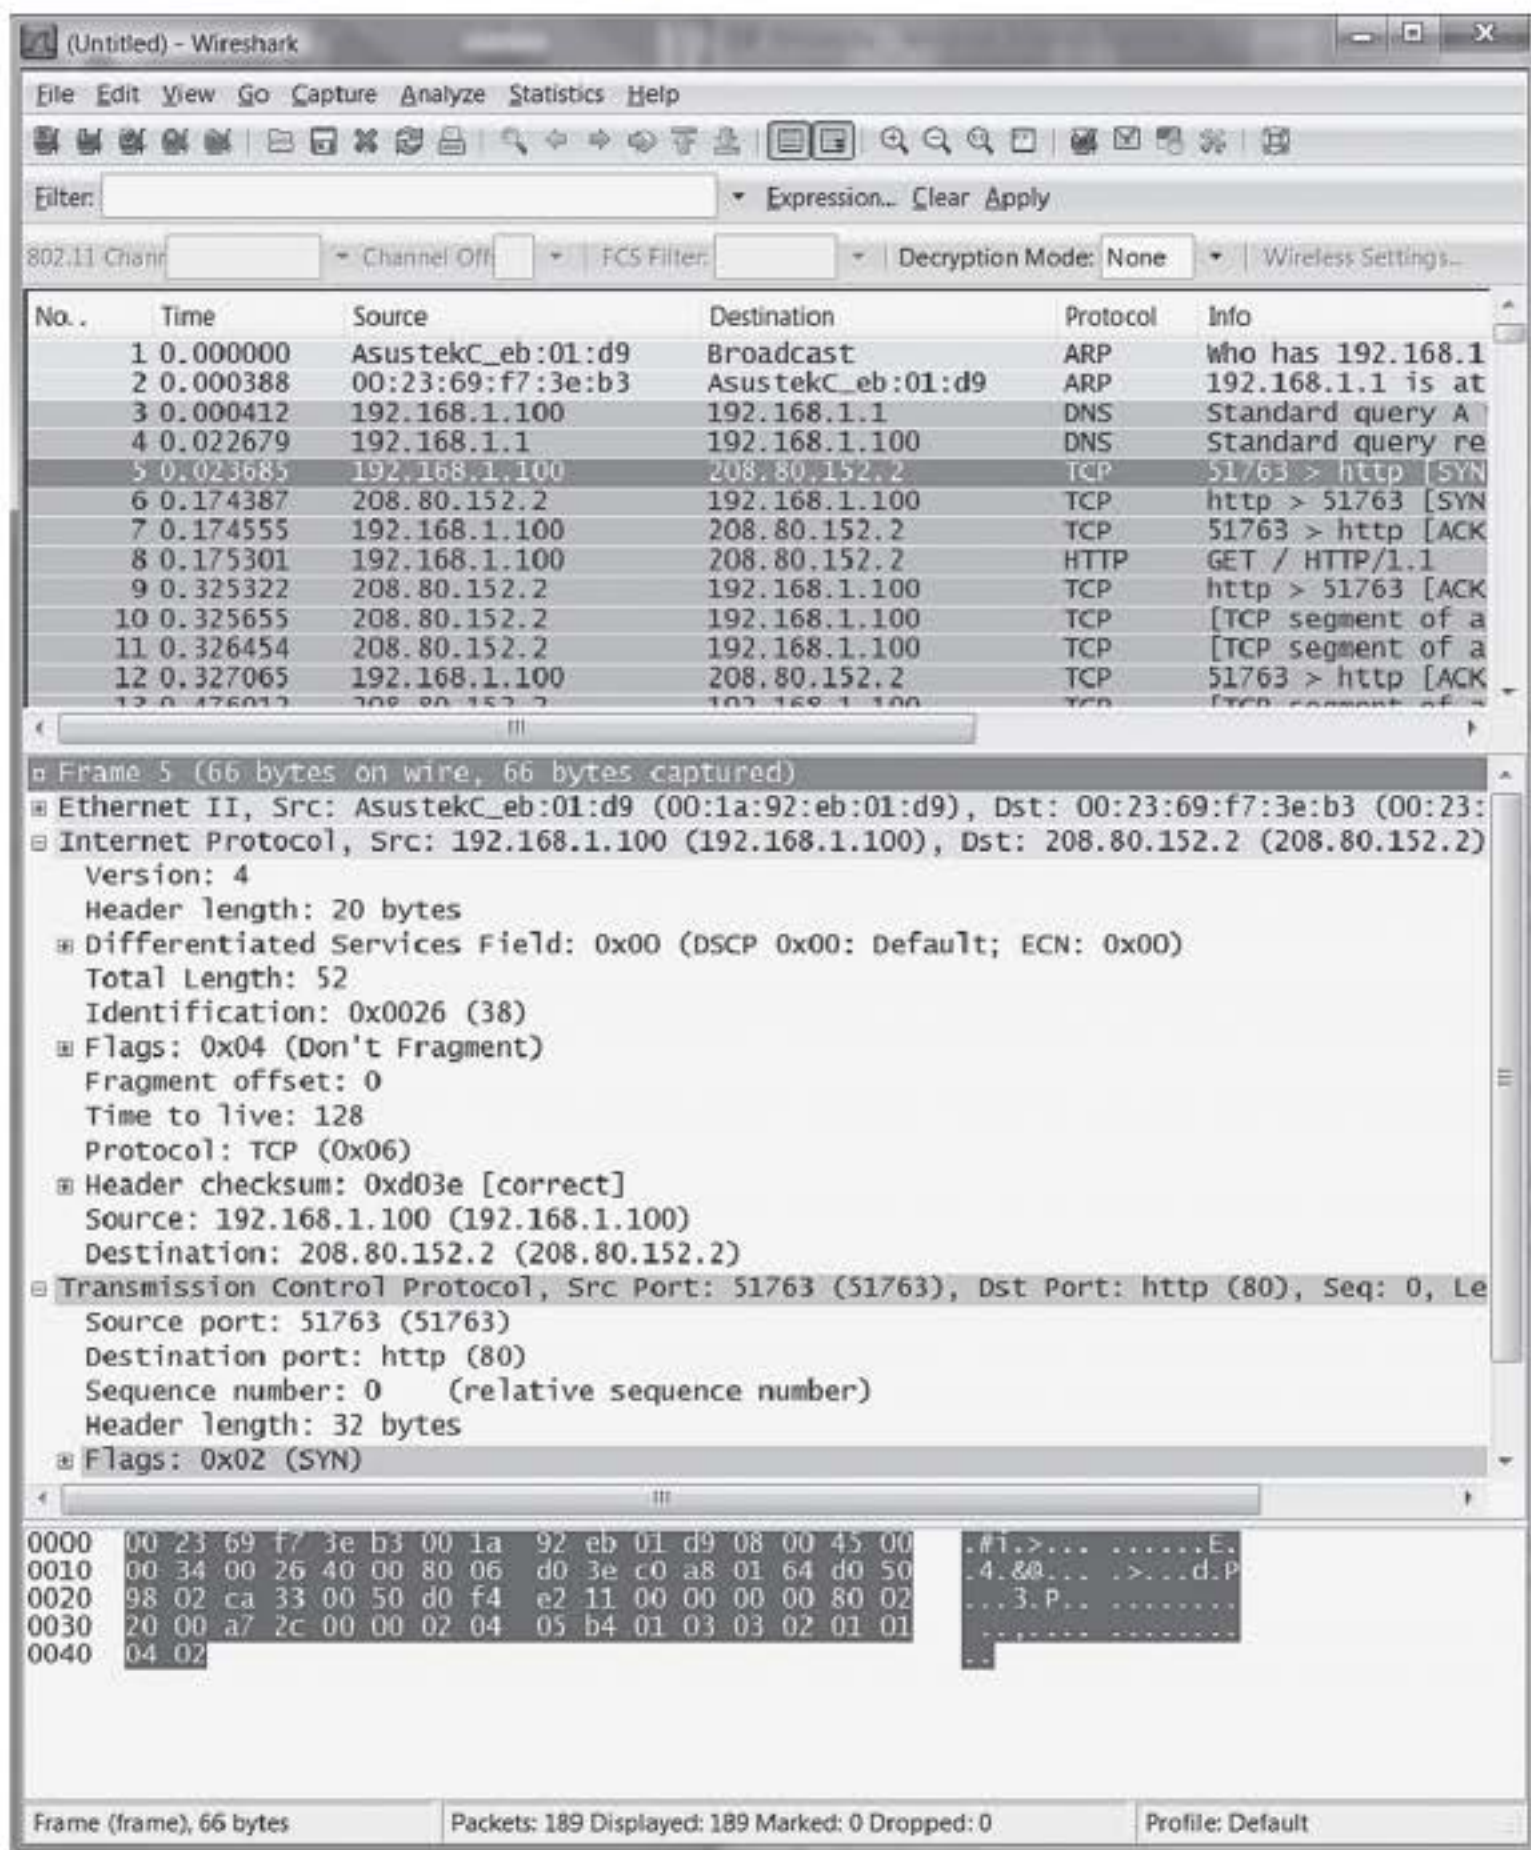 (Untitled) - Wireshark
File Edit View Go Capture Analyze Statistics Help
Filter: Expression... Clear Apply
802.11 Chann Channel Off: FCS Filter: Decryption Mode: None Wireless Settings...
No. . Time Source Destination Protocol Info
1 0.000000 AsustekC_eb:01:d9 Broadcast ARP Who has 192.168.1
2 0.000388 00:23:69:f7:3e:b3 AsustekC_eb:01:d9 ARP 192.168.1.1 is at
3 0.000412 192.168.1.100 192.168.1.1 DNS Standard query A
4 0.022679 192.168.1.1 192.168.1.100 DNS Standard query re
5 0.023685 192.168.1.100 208.80.152.2 TCP 51763 > http [SYN
6 0.174387 208.80.152.2 192.168.1.100 TCP http > 51763 [SYN
7 0.174555 192.168.1.100 208.80.152.2 TCP 51763 > http [ACK
8 0.175301 192.168.1.100 208.80.152.2 HTTP GET / HTTP/1.1
9 0.325322 208.80.152.2 192.168.1.100 TCP http > 51763 [ACK
10 0.325655 208.80.152.2 192.168.1.100 TCP [TCP segment of a
11 0.326454 208.80.152.2 192.168.1.100 TCP [TCP segment of a
12 0.327065 192.168.1.100 208.80.152.2 TCP 51763 > http [ACK
13 0.476012 208.80.152.2 192.168.1.100 TCP [TCP segment of a
Frame 5 (66 bytes on wire, 66 bytes captured)
Ethernet II, Src: AsustekC_eb:01:d9 (00:1a:92:eb:01:d9), Dst: 00:23:69:f7:3e:b3 (00:23:
Internet Protocol, Src: 192.168.1.100 (192.168.1.100), Dst: 208.80.152.2 (208.80.152.2)
Version: 4
Header length: 20 bytes
Differentiated Services Field: 0x00 (DSCP 0x00: Default; ECN: 0x00)
Total Length: 52
Identification: 0x0026 (38)
Flags: 0x04 (Don't Fragment)
Fragment offset: 0
Time to live: 128
Protocol: TCP (0x06)
Header checksum: 0xd03e [correct]
Source: 192.168.1.100 (192.168.1.100)
Destination: 208.80.152.2 (208.80.152.2)
Transmission Control Protocol, Src Port: 51763 (51763), Dst Port: http (80), Seq: 0, Le
Source port: 51763 (51763)
Destination port: http (80)
Sequence number: 0 (relative sequence number)
Header length: 32 bytes
Flags: 0x02 (SYN)
0000 00 23 69 f7 3e b3 00 1a 92 eb 01 d9 08 00 45 00 .#i.>... ......E.
0010 00 34 00 26 40 00 80 06 d0 3e c0 a8 01 64 d0 50 .4.&@... .>...d.P
0020 98 02 ca 33 00 50 d0 f4 e2 11 00 00 00 00 80 02 ...3.P.. ........
0030 20 00 a7 2c 00 00 02 04 05 b4 01 03 03 02 01 01 ..,.... ........
0040 04 02 ..
Frame (frame), 66 bytes Packets: 189 Displayed: 189 Marked: 0 Dropped: 0 Profile: Default